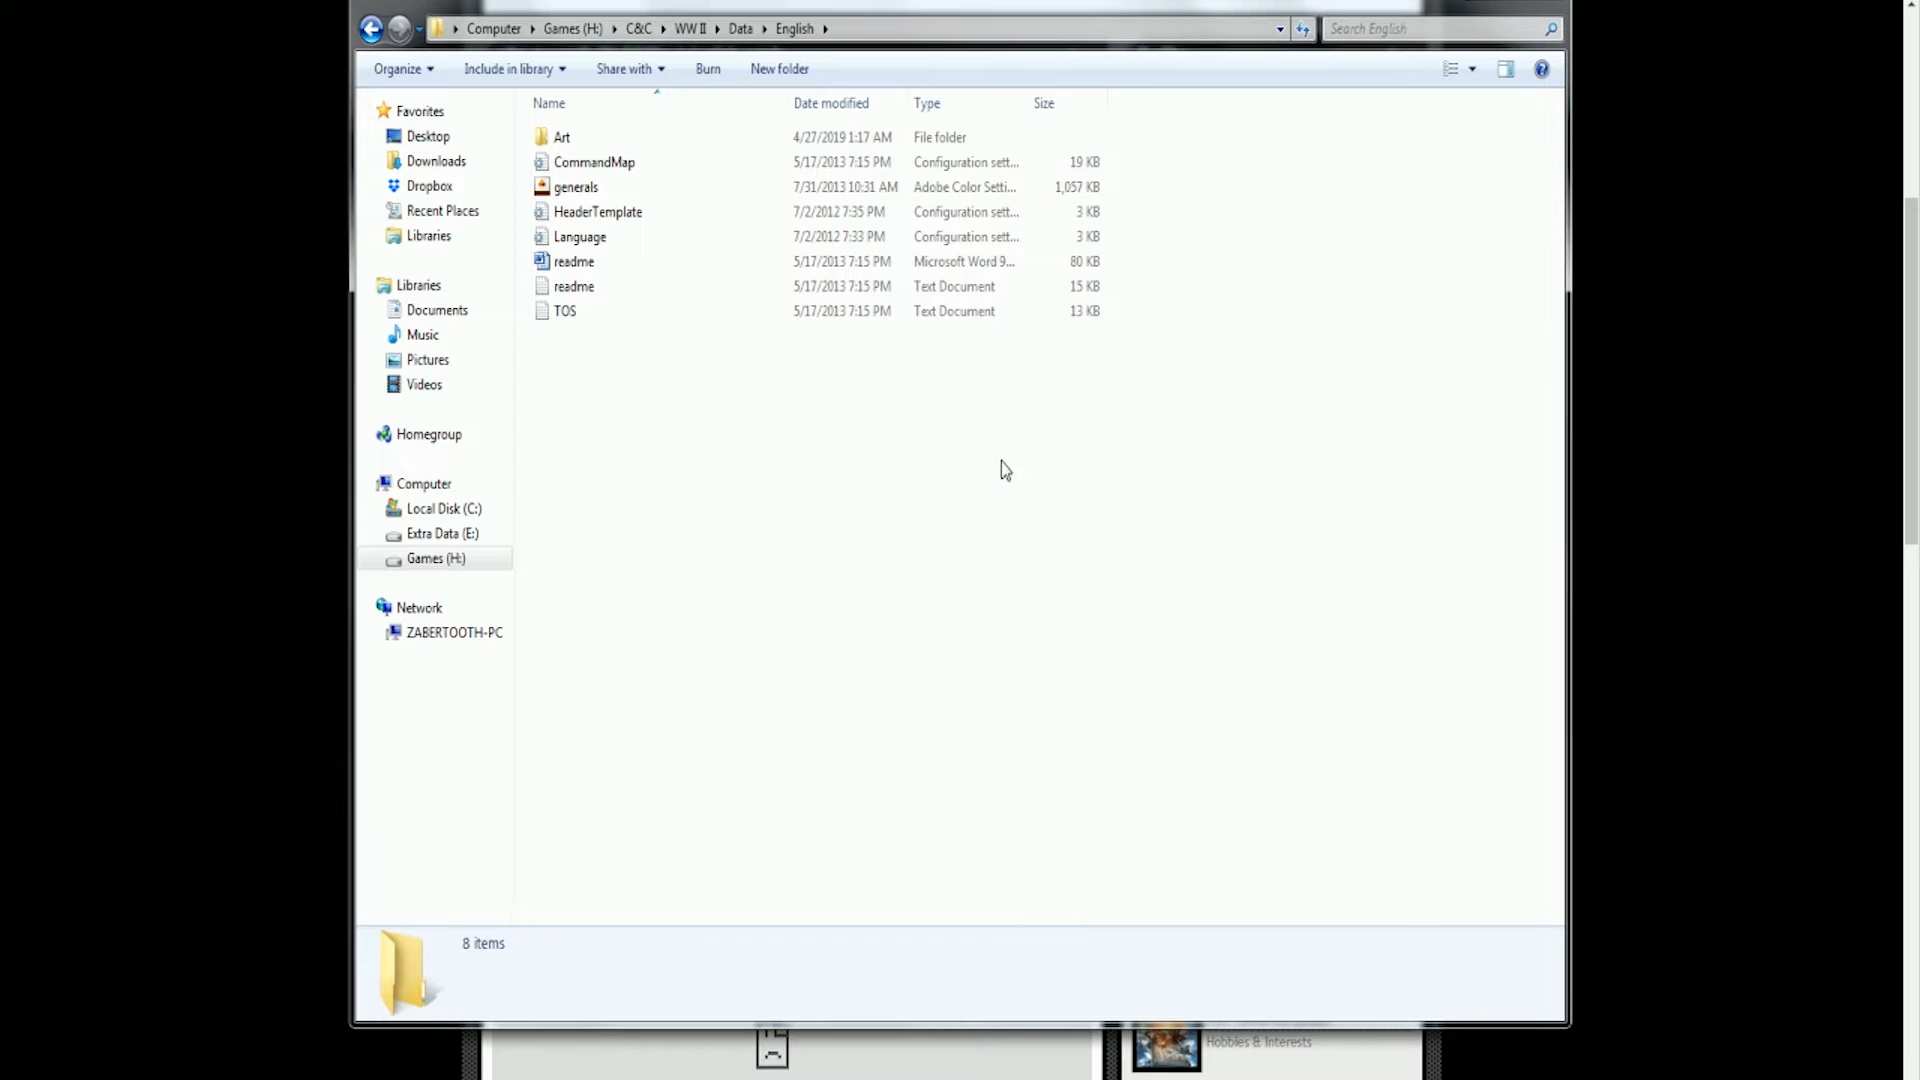 Computer Games (H:) C&C WW II Data English
Search English
Organize Include in library Share with Burn New folder
Name Date modified Type Size
Favorites
Desktop
Downloads
Dropbox
Recent Places
Libraries
Libraries
Documents
Music
Pictures
Videos
Homegroup
Computer
Local Disk (C:)
Extra Data (E:)
Games (H:)
Network
ZABERTOOTH-PC
Art 4/27/2019 1:17 AM File folder
CommandMap 5/17/2013 7:15 PM Configuration sett... 19 KB
generals 7/31/2013 10:31 AM Adobe Color Setti... 1,057 KB
HeaderTemplate 7/2/2012 7:35 PM Configuration sett... 3 KB
Language 7/2/2012 7:33 PM Configuration sett... 3 KB
readme 5/17/2013 7:15 PM Microsoft Word 9... 80 KB
readme 5/17/2013 7:15 PM Text Document 15 KB
TOS 5/17/2013 7:15 PM Text Document 13 KB
8 items
Hobbies & Interests